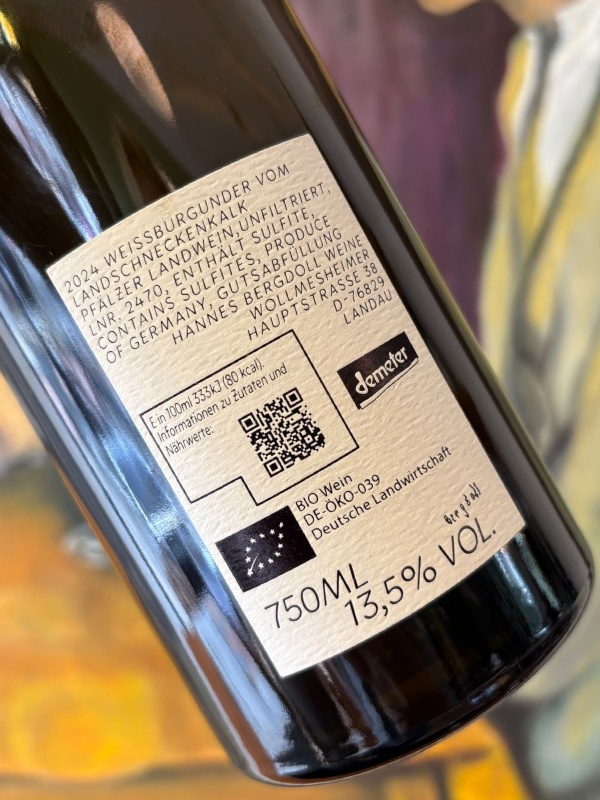 2024 WEISSBURGUNDER VOM
LANDSCHNECKENKALK
PFÄLZER LANDWEIN, UNFILTRIERT,
LNR. 2470, ENTHÄLT SULFITE,
CONTAINS SULFITES, PRODUCE
OF GERMANY, GUTSABFÜLLUNG
HANNES BERGDOLL WEINE
WOLLMESHEIMER
HAUPTSTRASSE 38
D-76829
LANDAU
E in 100ml 333kJ (80 kcal).
Informationen zu Zutaten und
Nährwerte:
demeter
BIO Wein
DE-ÖKO-039
Deutsche Landwirtschaft
750ML
13,5% VOL.